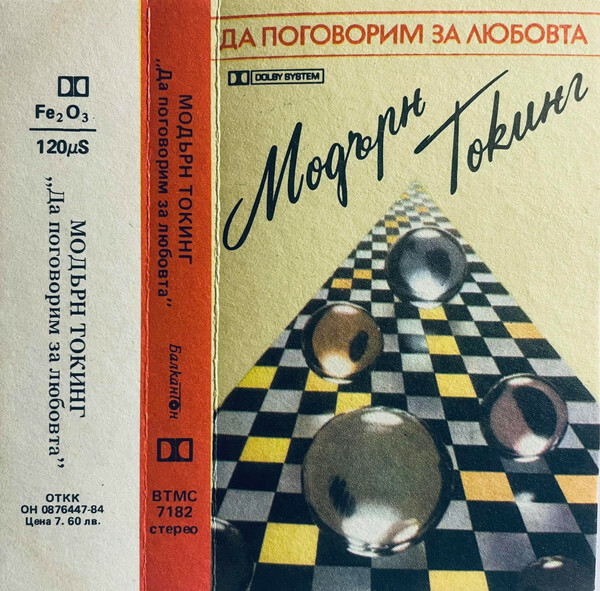 Fe₂O₃
120µS
МОДЪРН ТОКИНГ
„Да поговорим за любовта”
ОТКК
ОН 0876447-84
Цена 7. 60 лв.
МОДЪРН ТОКИНГ
„Да поговорим за любовта”
Балкантон
ВТМС
7182
стерео
ДА ПОГОВОРИМ ЗА ЛЮБОВТА
DOLBY SYSTEM
Модърн
Токинг